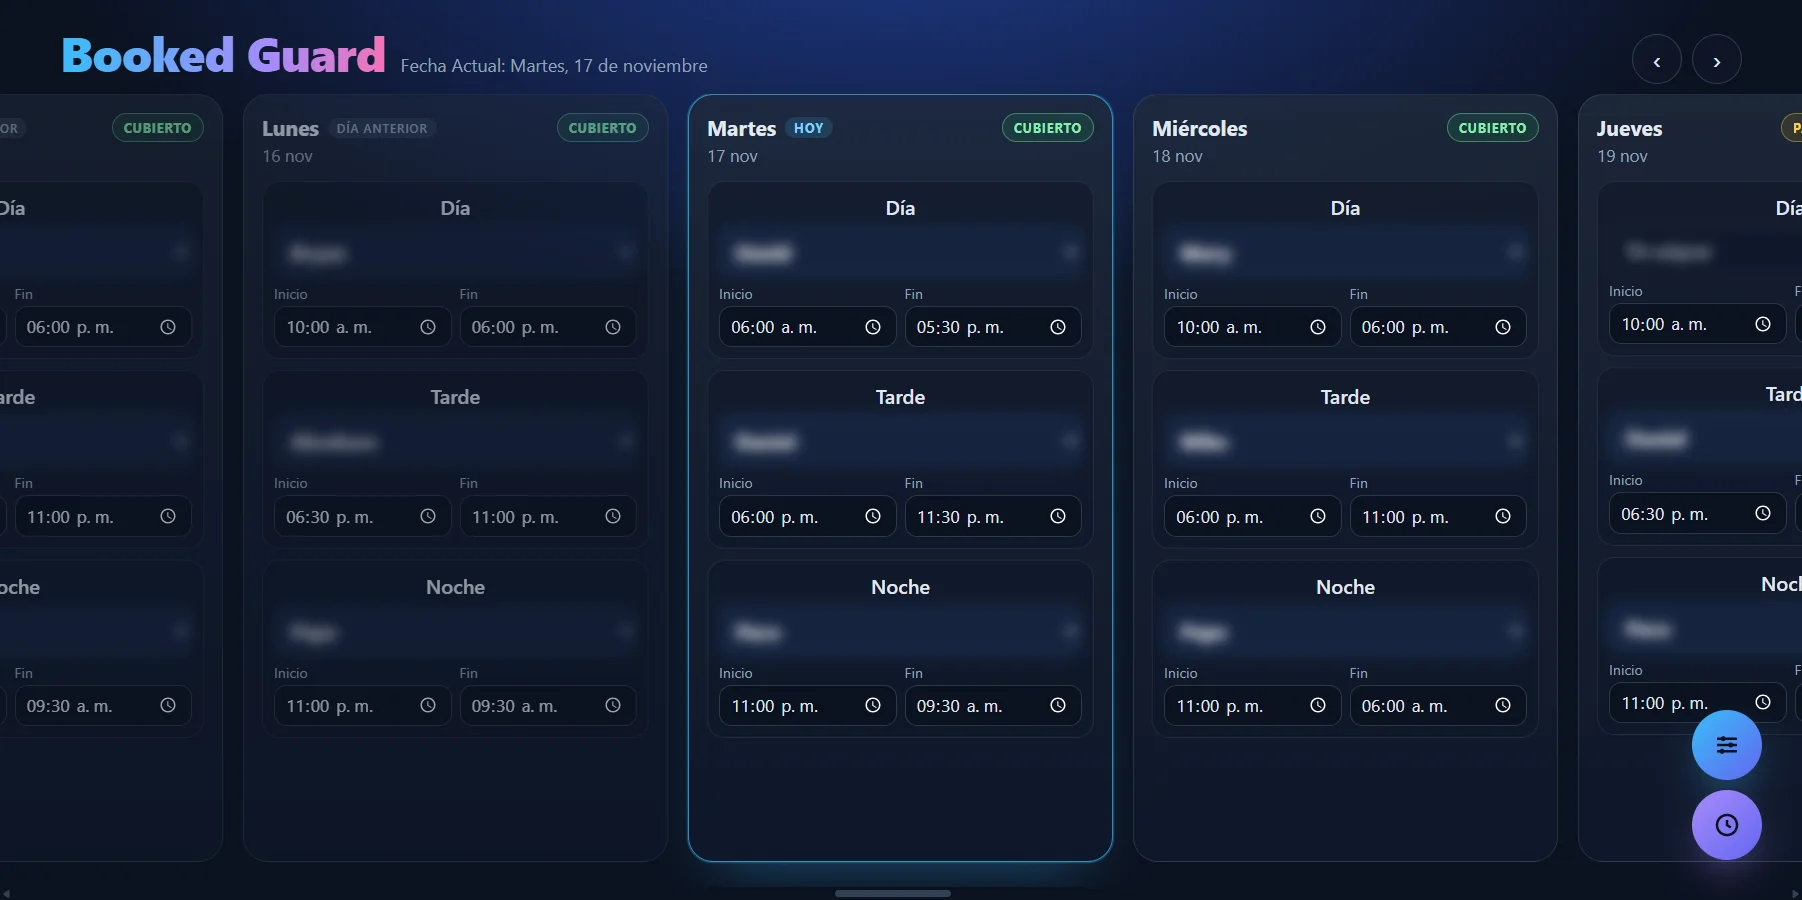 Booked Guard
Fecha Actual: Martes, 17 de noviembre
‹ ›
OR
CUBIERTO
Día
Fin
06:00 p. m.
arde
Fin
11:00 p. m.
oche
Fin
09:30 a. m.
Lunes DÍA ANTERIOR CUBIERTO
16 nov
Día
Inicio Fin
10:00 a. m. 06:00 p. m.
Tarde
Inicio Fin
06:30 p. m. 11:00 p. m.
Noche
Inicio Fin
11:00 p. m. 09:30 a. m.
Martes HOY CUBIERTO
17 nov
Día
Inicio Fin
06:00 a. m. 05:30 p. m.
Tarde
Inicio Fin
06:00 p. m. 11:30 p. m.
Noche
Inicio Fin
11:00 p. m. 09:30 a. m.
Miércoles CUBIERTO
18 nov
Día
Inicio Fin
10:00 a. m. 06:00 p. m.
Tarde
Inicio Fin
06:00 p. m. 11:00 p. m.
Noche
Inicio Fin
11:00 p. m. 06:00 a. m.
Jueves P
19 nov
Día
Inicio F
10:00 a. m.
Tard
Inicio F
06:30 p. m.
Noch
Inicio F
11:00 p. m.